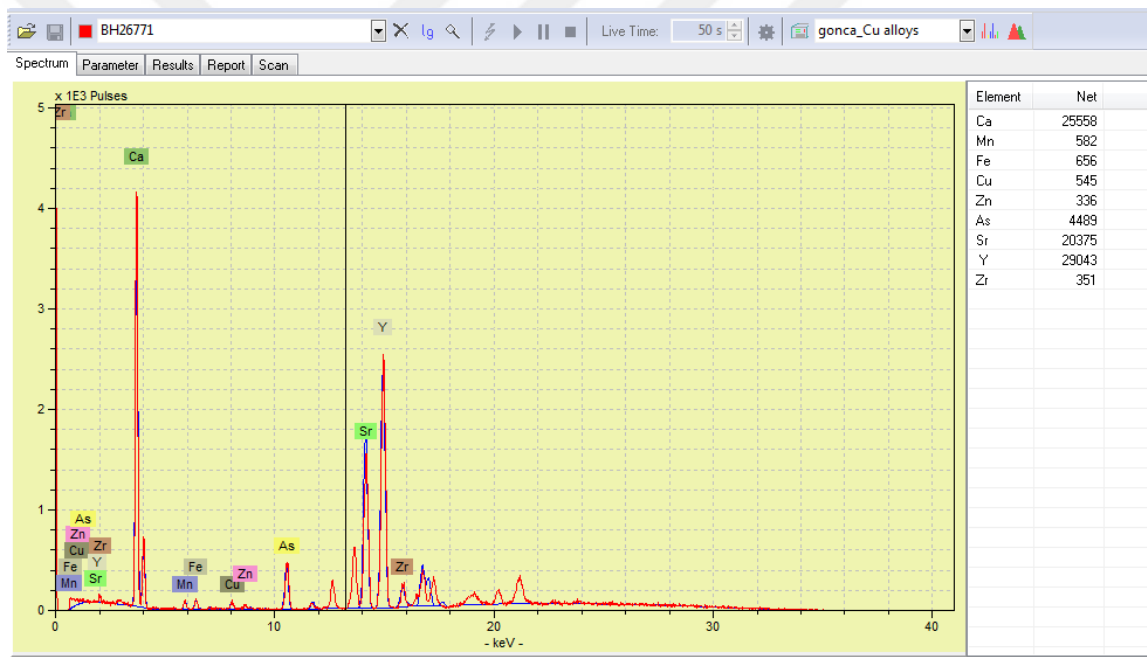 BH26771 lg Live Time: 50 s gonca_Cu alloys
Spectrum Parameter Results Report Scan
x 1E3 Pulses
Zr
5
4
3
2
1
0
Ca
Y
Sr
As
Zn
Cu Zr
Fe Y
Mn Sr
As
Fe
Mn
Zn
Cu
Zr
0 10 20 30 40
- keV -
Element Net
Ca 25558
Mn 582
Fe 656
Cu 545
Zn 336
As 4489
Sr 20375
Y 29043
Zr 351